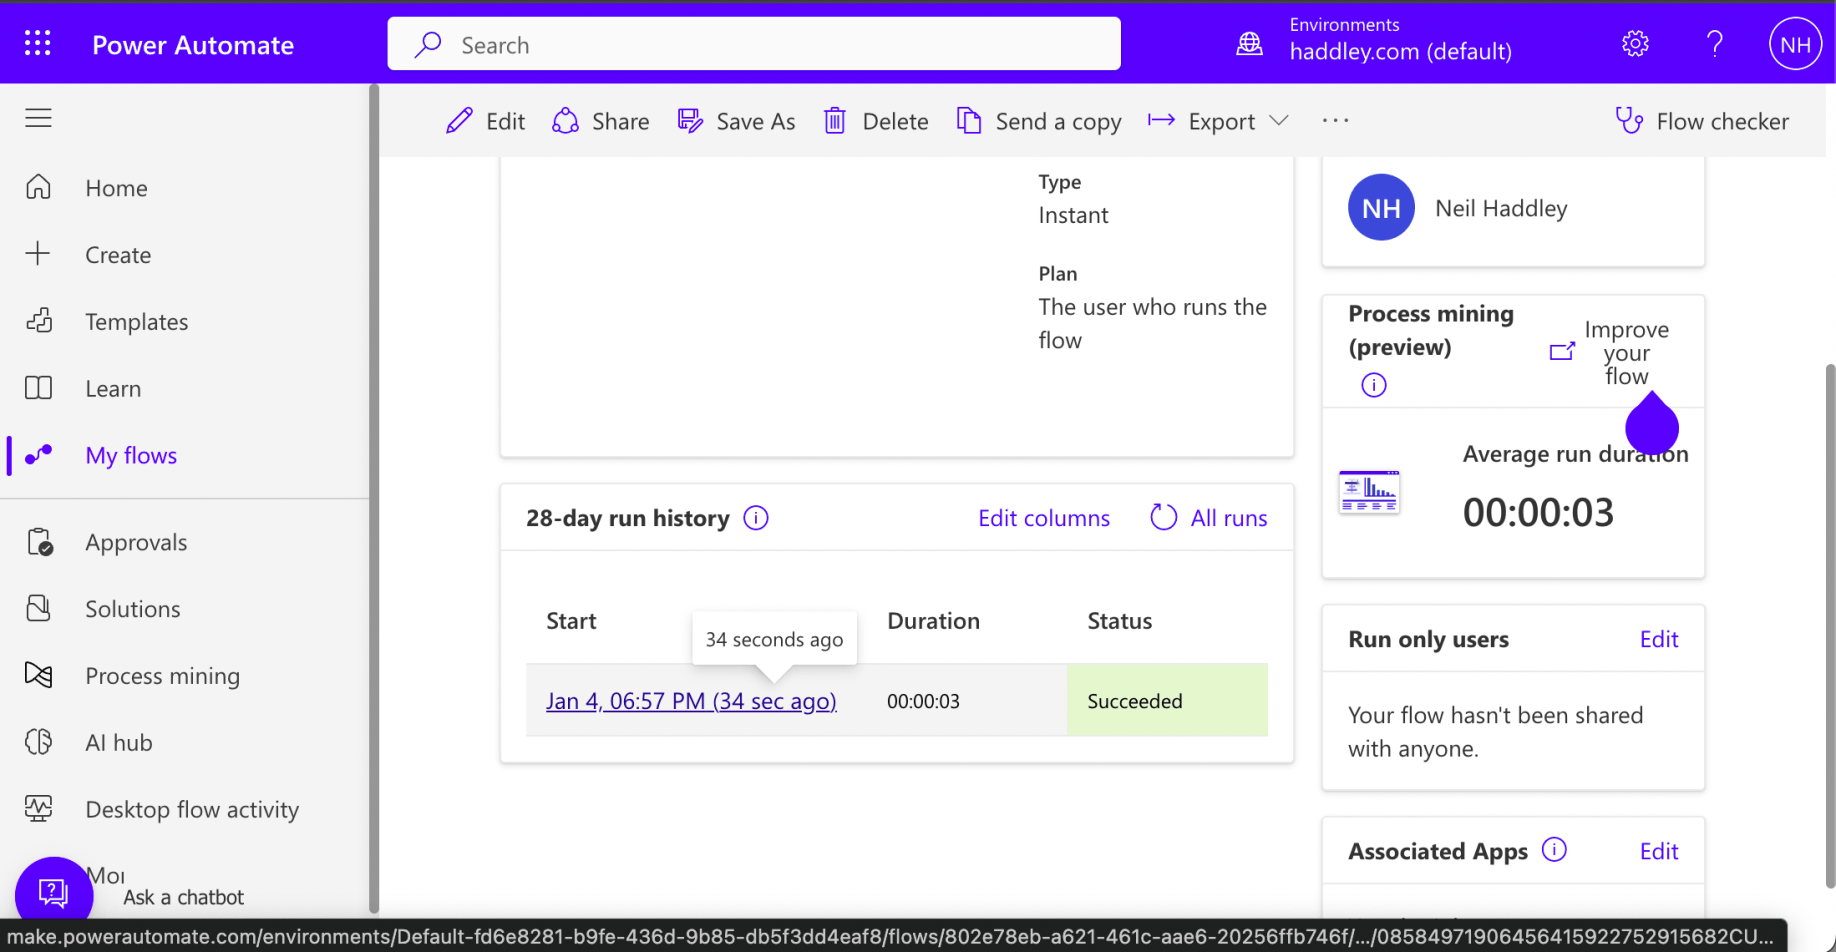 Power Automate
Search
Environments
haddley.com (default)
?
NH
Edit
Share
Save As
Delete
Send a copy
Export
···
Flow checker
Home
Create
Templates
Learn
My flows
Approvals
Solutions
Process mining
AI hub
Desktop flow activity
Ask a chatbot
Type
Instant
Plan
The user who runs the
flow
28-day run history
Edit columns
All runs
Start
Duration
Status
34 seconds ago
Jan 4, 06:57 PM (34 sec ago)
00:00:03
Succeeded
NH
Neil Haddley
Process mining
(preview)
Improve
your
flow
Average run duration
00:00:03
Run only users
Edit
Your flow hasn't been shared
with anyone.
Associated Apps
Edit
make.powerautomate.com/environments/Default-fd6e8281-b9fe-436d-9b85-db5f3dd4eaf8/flows/802e78eb-a621-461c-aae6-20256ffb746f/.../08584971906456415922752915682CU...